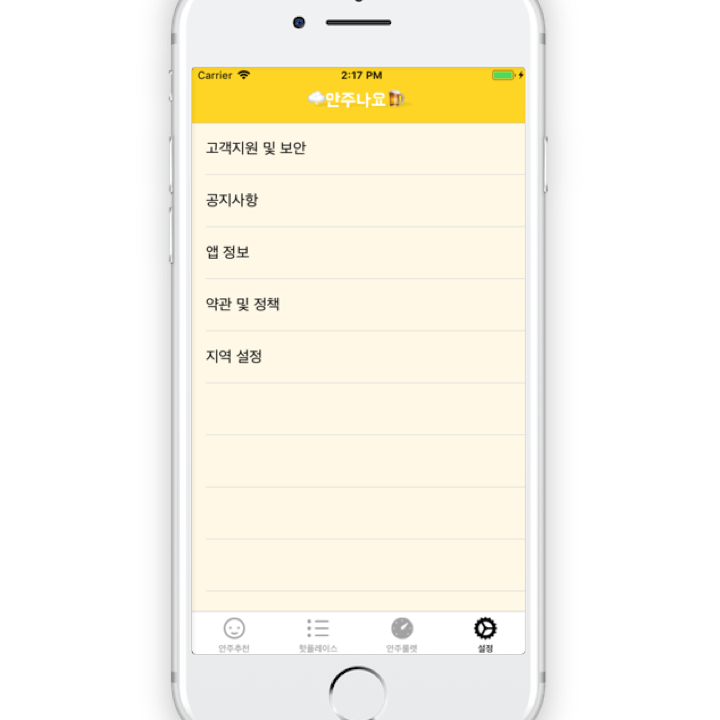 Carrier 2:17 PM
안주나요
고객지원 및 보안
공지사항
앱 정보
약관 및 정책
지역 설정
안주추천 핫플레이스 안주룰렛 설정